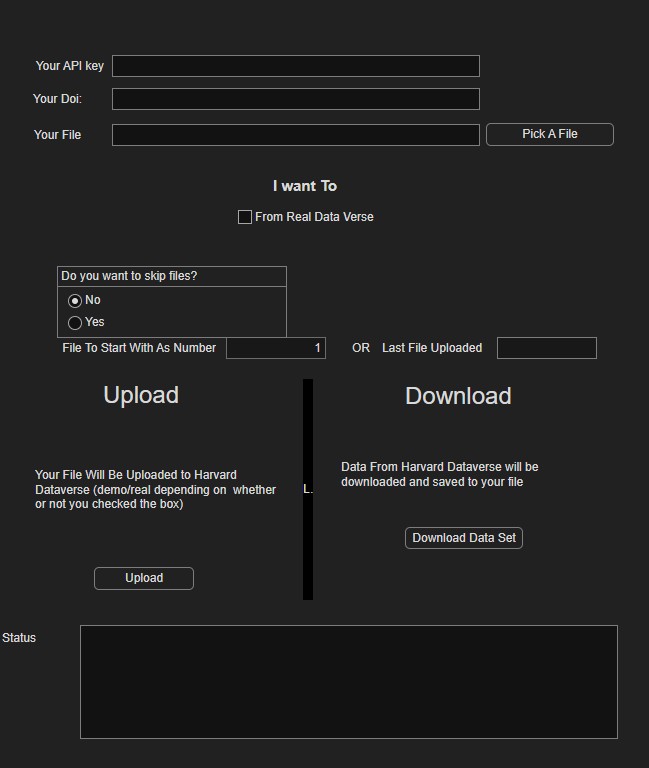 Your API key
Your Doi:
Your File
Pick A File
I want To
From Real Data Verse
Do you want to skip files?
No
Yes
File To Start With As Number 1 OR Last File Uploaded
Upload
Download
Your File Will Be Uploaded to Harvard
Dataverse (demo/real depending on  whether
or not you checked the box)
L.
Data From Harvard Dataverse will be
downloaded and saved to your file
Download Data Set
Upload
Status